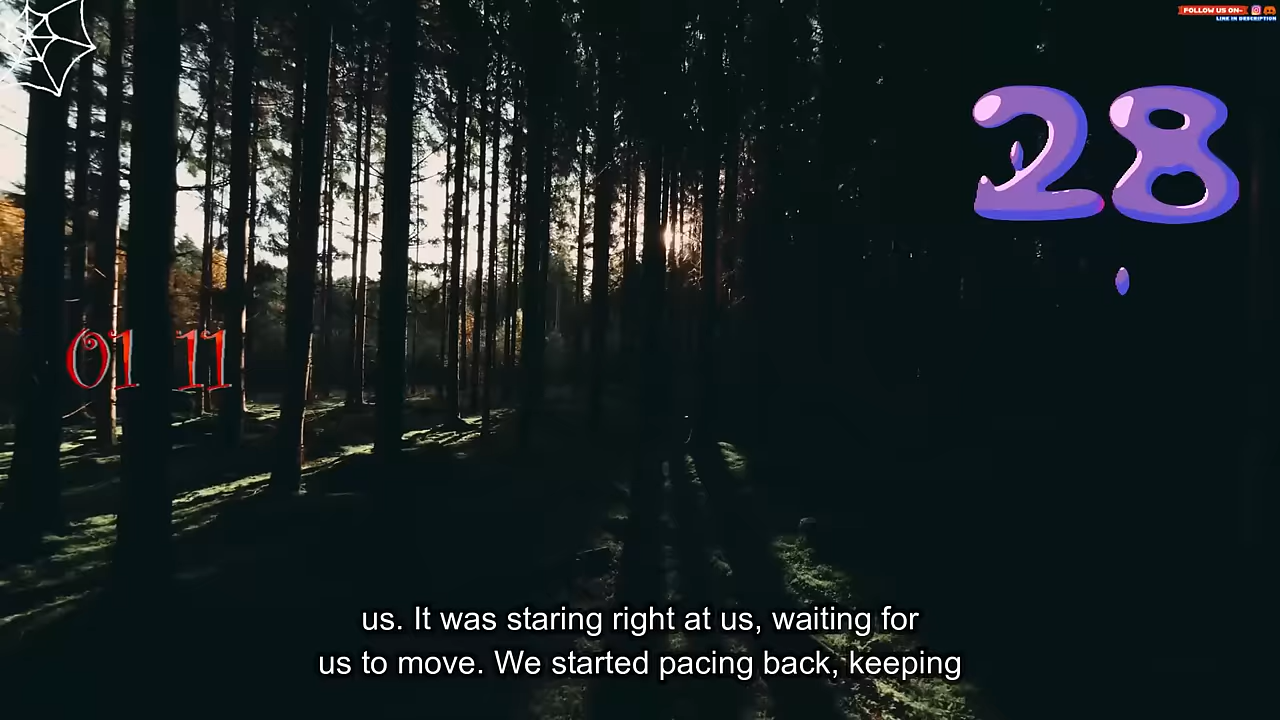 FOLLOW US ON-
LINK IN DESCRIPTION
28
01 11
us. It was staring right at us, waiting for
us to move. We started pacing back, keeping